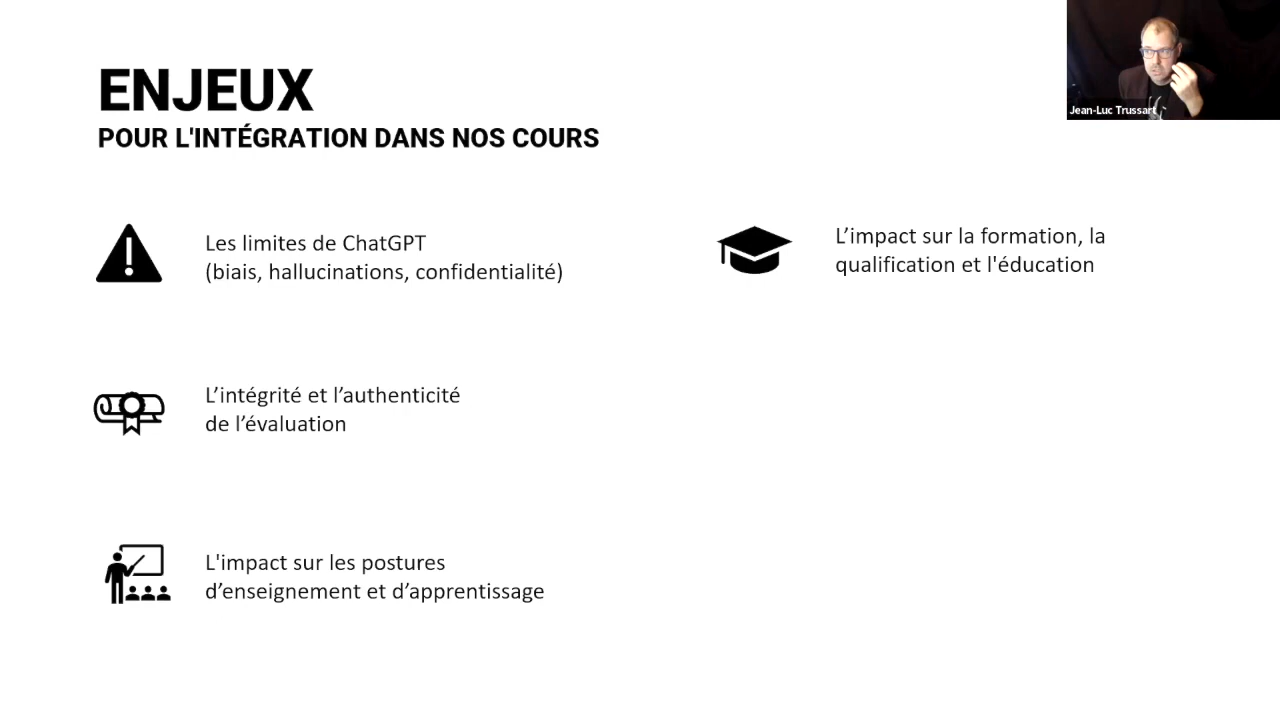 ENJEUX
POUR L'INTÉGRATION DANS NOS COURS
Jean-Luc Trussart
Les limites de ChatGPT
(biais, hallucinations, confidentialité)
L’intégrité et l’authenticité
de l’évaluation
L'impact sur les postures
d’enseignement et d’apprentissage
L’impact sur la formation, la
qualification et l'éducation